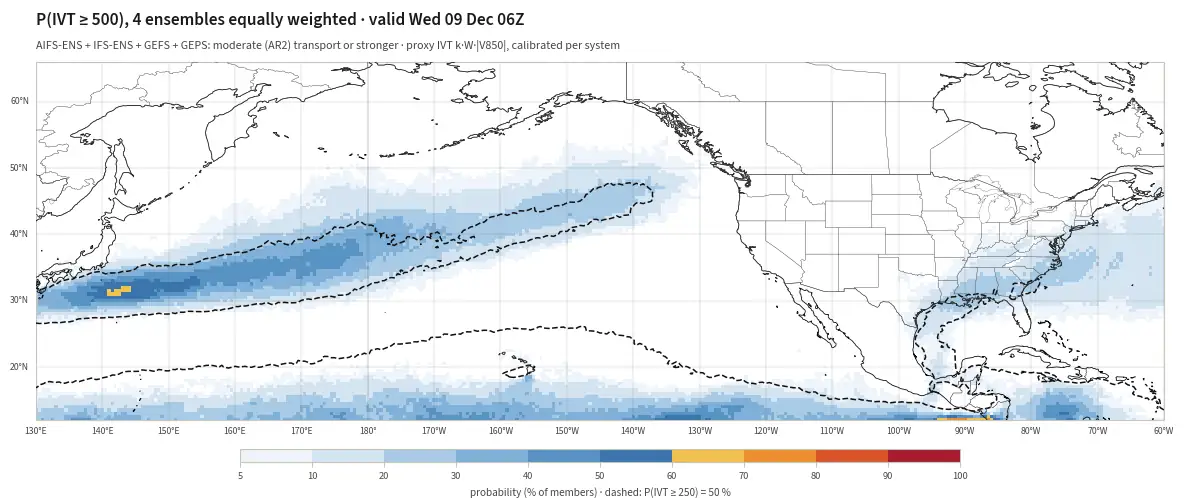 P(IVT ≥ 500), 4 ensembles equally weighted · valid Wed 09 Dec 06Z
AIFS-ENS + IFS-ENS + GEFS + GEPS: moderate (AR2) transport or stronger · proxy IVT k·W·|V850|, calibrated per system
60°N
50°N
40°N
30°N
20°N
130°E 140°E 150°E 160°E 170°E 180° 170°W 160°W 150°W 140°W 130°W 120°W 110°W 100°W 90°W 80°W 70°W 60°W
5 10 20 30 40 50 60 70 80 90 100
probability (% of members) · dashed: P(IVT ≥ 250) = 50 %